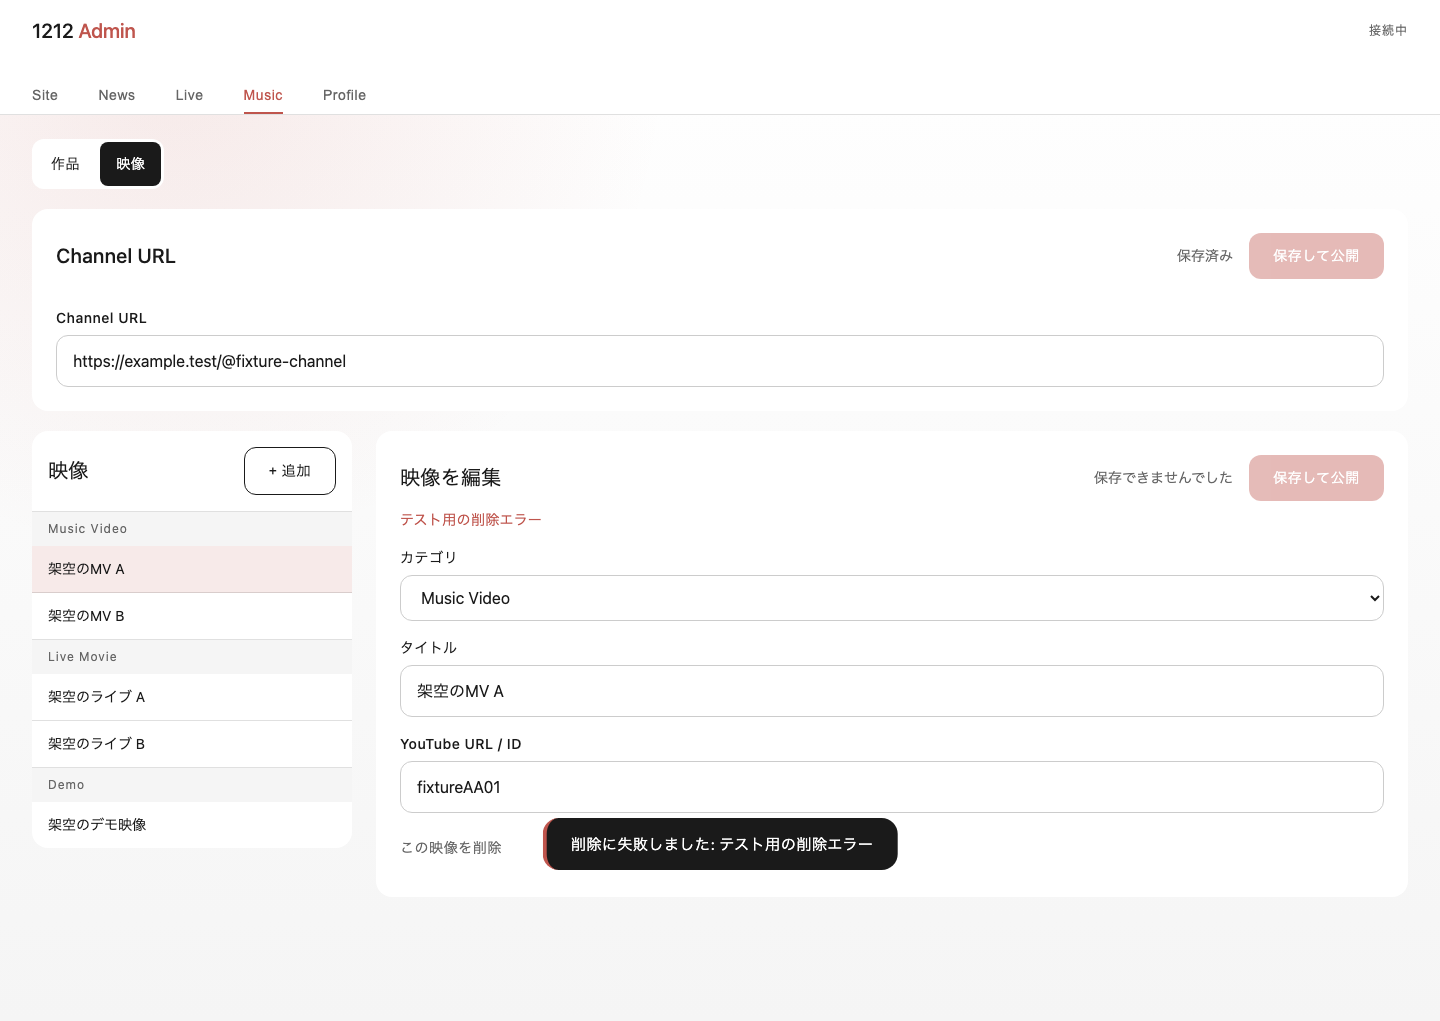 1212 Admin
接続中
Site News Live Music Profile
作品 映像
Channel URL
保存済み 保存して公開
Channel URL
https://example.test/@fixture-channel
映像
+ 追加
Music Video
架空のMV A
架空のMV B
Live Movie
架空のライブ A
架空のライブ B
Demo
架空のデモ映像
映像を編集
保存できませんでした 保存して公開
テスト用の削除エラー
カテゴリ
Music Video
タイトル
架空のMV A
YouTube URL / ID
fixtureAA01
この映像を削除
削除に失敗しました: テスト用の削除エラー